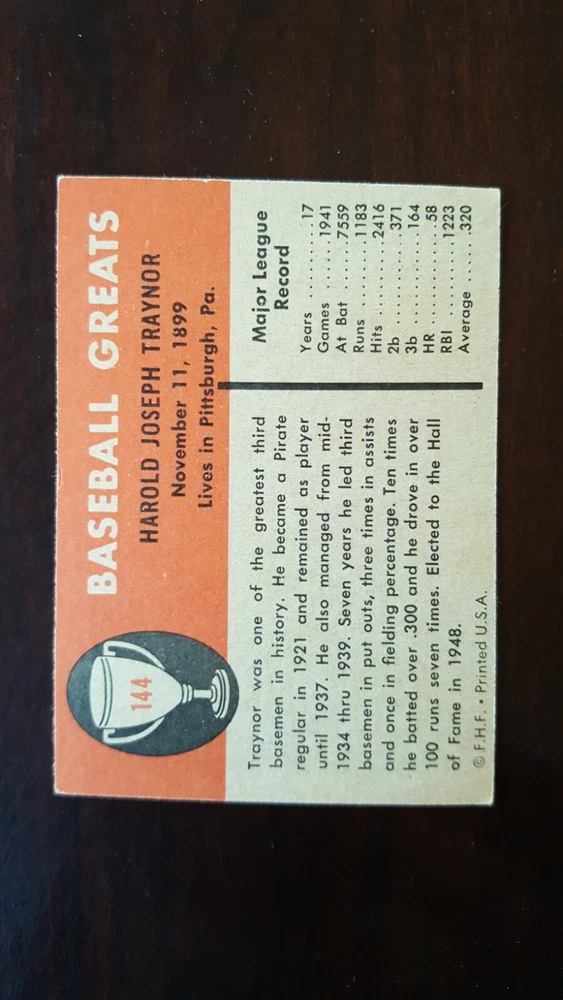 144
BASEBALL GREATS
HAROLD JOSEPH TRAYNOR
November 11, 1899
Lives in Pittsburgh, Pa.
Traynor was one of the greatest third
basemen in history. He became a Pirate
regular in 1921 and remained as player
until 1937. He also managed from mid-
1934 thru 1939. Seven years he led third
basemen in put outs, three times in assists
and once in fielding percentage. Ten times
he batted over .300 and he drove in over
100 runs seven times. Elected to the Hall
of Fame in 1948.
© F.H.F. • Printed U.S.A.
Major League
Record
Years ..........17
Games ......1941
At Bat ......7559
Runs ........1183
Hits ..........2416
2b ............371
3b ............164
HR ............58
RBI ..........1223
Average ......320